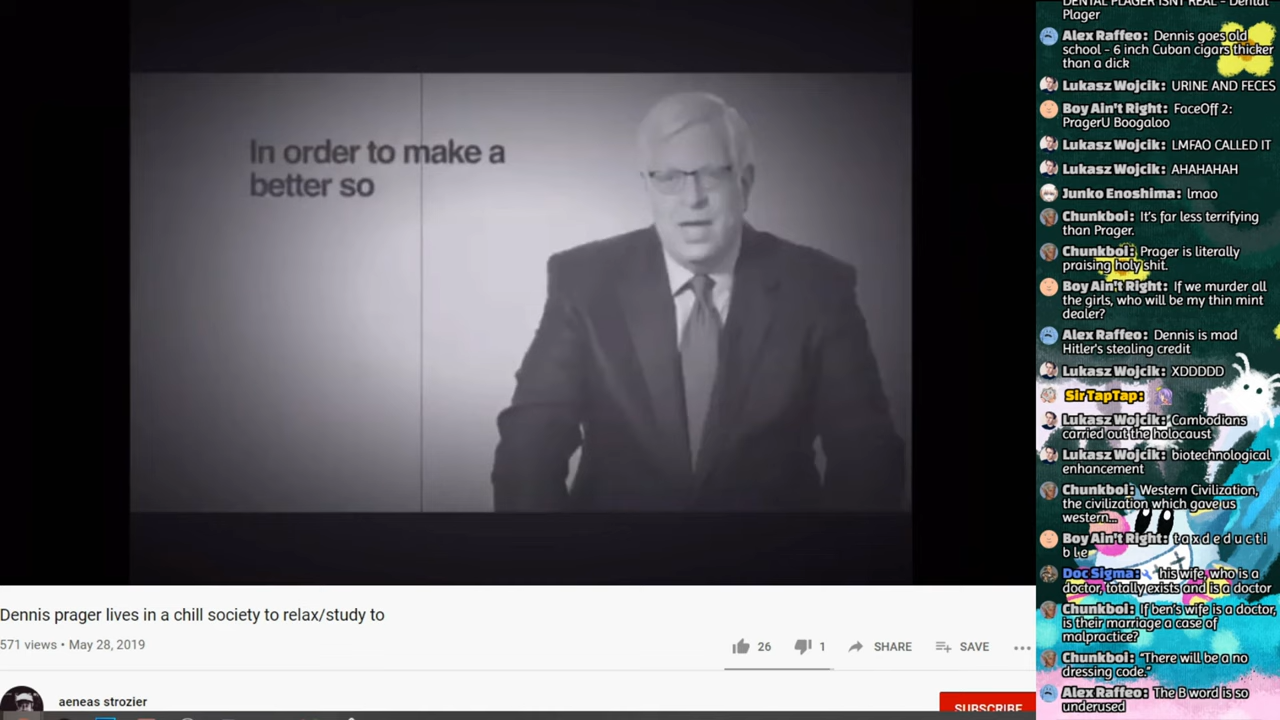 In order to make a
better so
Dennis prager lives in a chill society to relax/study to
571 views • May 28, 2019
26
1
SHARE
SAVE
aeneas strozier
SUBSCRIBE
DENTAL PLAGER ISNT REAL - Dental
Plager
Alex Raffeo: Dennis goes old
school - 6 inch Cuban cigars thicker
than a dick
Lukasz Wojcik: URINE AND FECES
Boy Ain't Right: FaceOff 2:
PragerU Boogaloo
Lukasz Wojcik: LMFAO CALLED IT
Lukasz Wojcik: AHAHAHAH
Junko Enoshima: lmao
Chunkboi: It's far less terrifying
than Prager.
Chunkboi: Prager is literally
praising holy shit.
Boy Ain't Right: If we murder all
the girls, who will be my thin mint
dealer?
Alex Raffeo: Dennis is mad
Hitler's stealing credit
Lukasz Wojcik: XDDDDD
SirTapTap:
Lukasz Wojcik: Cambodians
carried out the holocaust
Lukasz Wojcik: biotechnological
enhancement
Chunkboi: Western Civilization,
the civilization which gave us
western...
Boy Ain't Right: t a x d e d u c t i
b l e
Doc Sigma: his wife, who is a
doctor, totally exists and is a doctor
Chunkboi: If ben's wife is a doctor,
is their marriage a case of
malpractice?
Chunkboi: "There will be a no
dressing code."
Alex Raffeo: The B word is so
underused